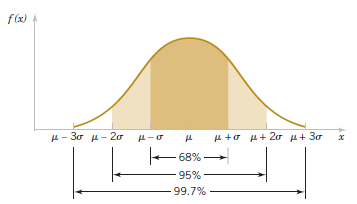 f(x)
μ – 3σ μ – 2σ μ – σ μ μ + σ μ + 2σ μ + 3σ x
68%
95%
99.7%